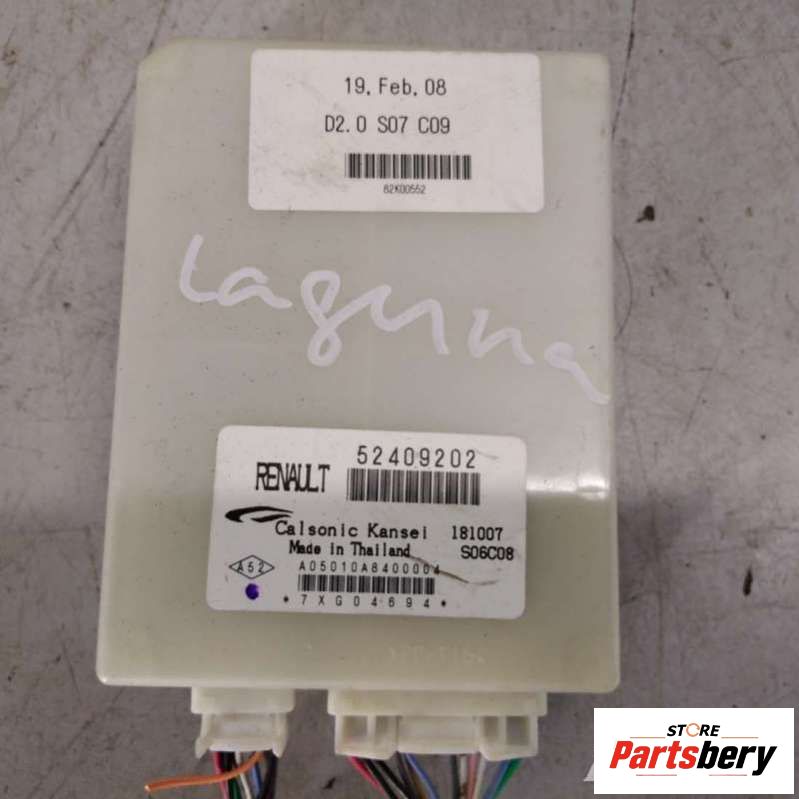 19. Feb. 08
D2.0 S07 C09
82K00552
Laguna
RENAULT 52409202
Calsonic Kansei 181007
Made in Thailand S06C08
A52 A05010A8400004
*7XG04694*
STORE
Partsbery